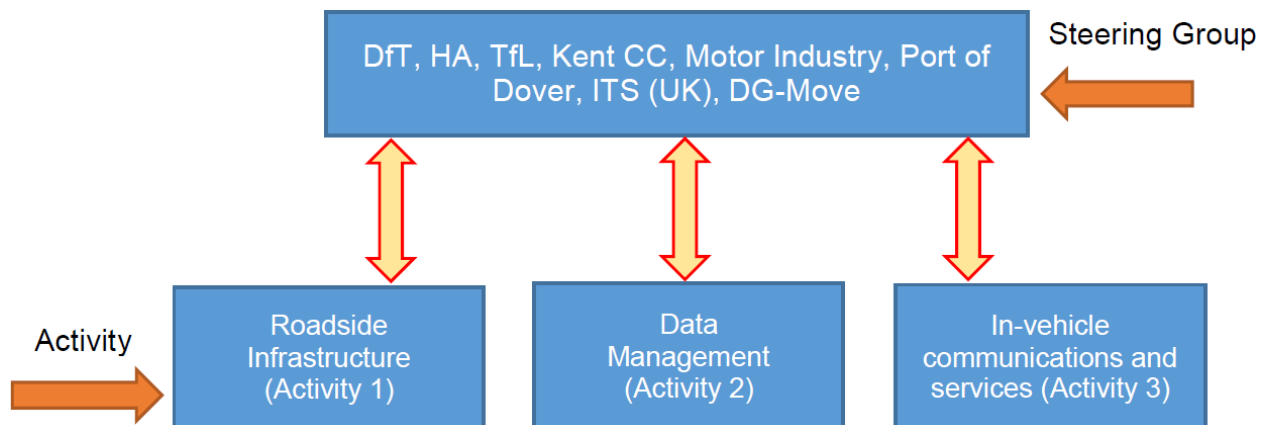 Steering Group
DfT, HA, TfL, Kent CC, Motor Industry, Port of
Dover, ITS (UK), DG-Move
Activity
Roadside
Infrastructure
(Activity 1)
Data
Management
(Activity 2)
In-vehicle
communications and
services (Activity 3)